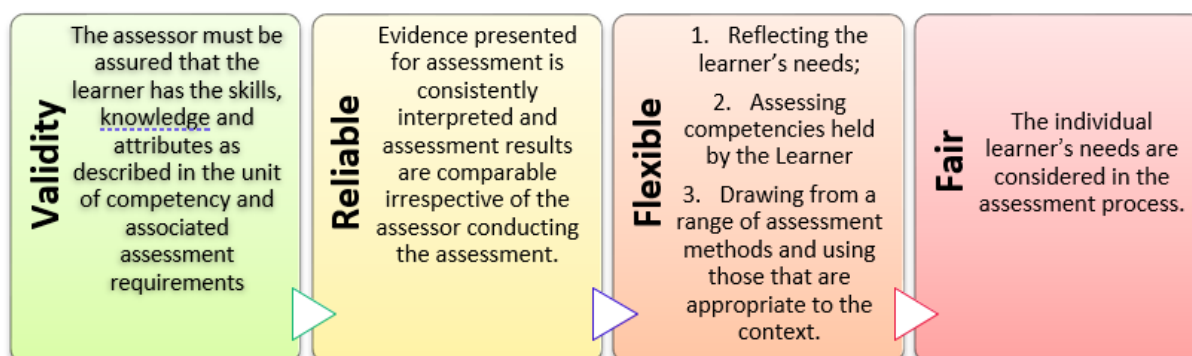 Validity
The assessor must be
assured that the
learner has the skills,
knowledge and
attributes as
described in the unit
of competency and
associated
assessment
requirements
Reliable
Evidence presented
for assessment is
consistently
interpreted and
assessment results
are comparable
irrespective of the
assessor conducting
the assessment.
Flexible
1. Reflecting the
learner’s needs;
2. Assessing
competencies held
by the Learner
3. Drawing from a
range of assessment
methods and using
those that are
appropriate to the
context.
Fair
The individual
learner’s needs are
considered in the
assessment process.